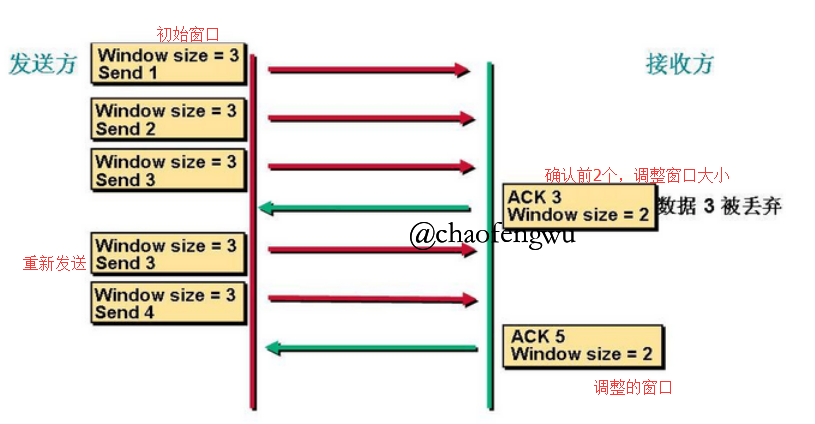 初始窗口
发送方
接收方
Window size = 3
Send 1
Window size = 3
Send 2
Window size = 3
Send 3
确认前2个，调整窗口大小
ACK 3
Window size = 2
数据 3 被丢弃
@chaofengwu
重新发送
Window size = 3
Send 3
Window size = 3
Send 4
ACK 5
Window size = 2
调整的窗口